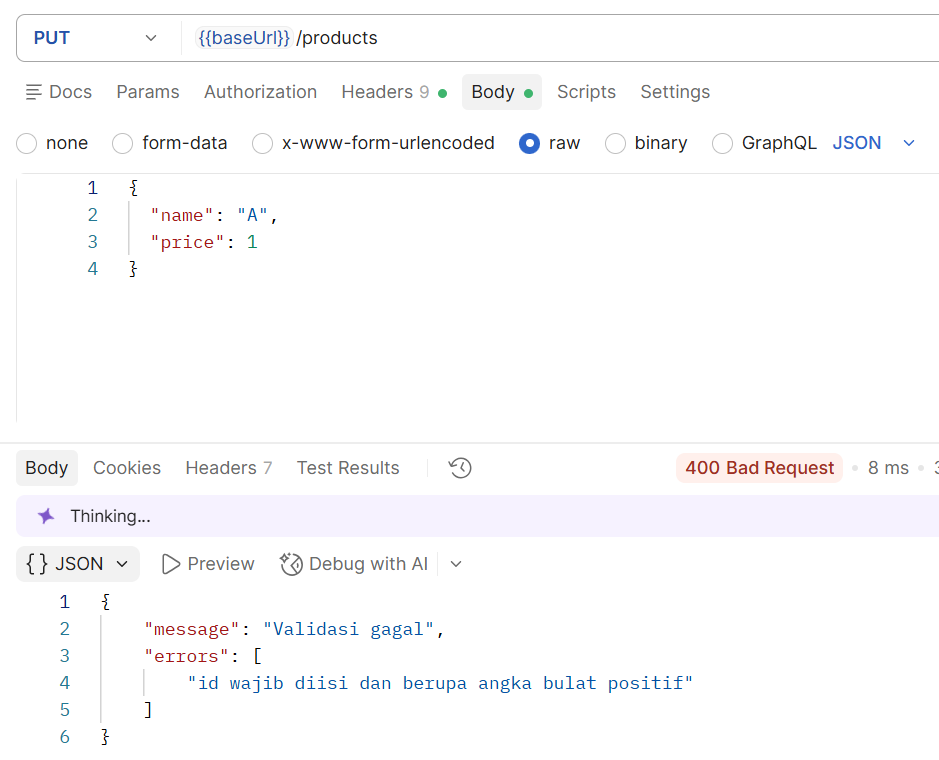 PUT {{baseUrl}} /products
Docs Params Authorization Headers 9 Body Scripts Settings
none form-data x-www-form-urlencoded raw binary GraphQL JSON
1 {
2 "name": "A",
3 "price": 1
4 }
Body Cookies Headers 7 Test Results 400 Bad Request 8 ms
Thinking...
{} JSON Preview Debug with AI
1 {
2 "message": "Validasi gagal",
3 "errors": [
4 "id wajib diisi dan berupa angka bulat positif"
5 ]
6 }